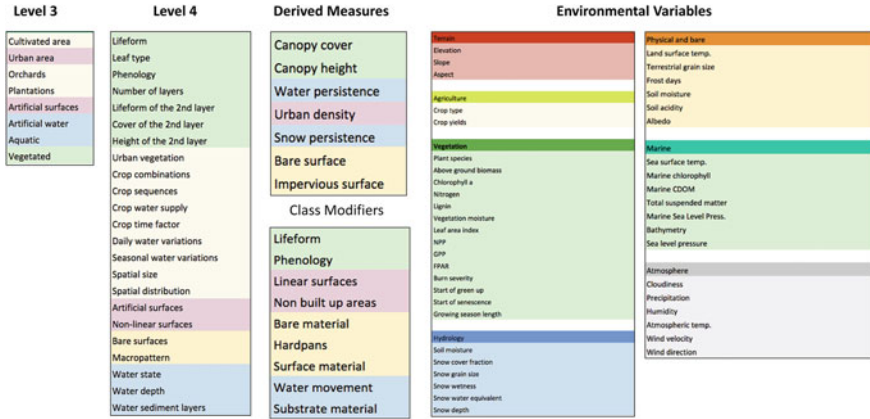 Level 3
Cultivated area
Urban area
Orchards
Plantations
Artificial surfaces
Artificial water
Aquatic
Vegetated
Level 4
Lifeform
Leaf type
Phenology
Number of layers
Lifeform of the 2nd layer
Cover of the 2nd layer
Height of the 2nd layer
Urban vegetation
Crop combinations
Crop sequences
Crop water supply
Crop time factor
Daily water variations
Seasonal water variations
Spatial size
Spatial distribution
Artificial surfaces
Non-linear surfaces
Bare surfaces
Macropattern
Water state
Water depth
Water sediment layers
Derived Measures
Canopy cover
Canopy height
Water persistence
Urban density
Snow persistence
Bare surface
Impervious surface
Class Modifiers
Lifeform
Phenology
Linear surfaces
Non built up areas
Bare material
Hardpans
Surface material
Water movement
Substrate material
Environmental Variables
Terrain
Elevation
Slope
Aspect
Agriculture
Crop type
Crop yields
Vegetation
Plant species
Above ground biomass
Chlorophyll a
Nitrogen
Lignin
Vegetation moisture
Leaf area index
NPP
GPP
FPAR
Burn severity
Start of green up
Start of senescence
Growing season length
Hydrology
Soil moisture
Snow cover fraction
Snow grain size
Snow wetness
Snow water equivalent
Snow depth
Physical and bare
Land surface temp.
Terrestrial grain size
Frost days
Soil moisture
Soil acidity
Albedo
Marine
Sea surface temp.
Marine chlorophyll
Marine CDOM
Total suspended matter
Marine Sea Level Press.
Bathymetry
Sea level pressure
Atmosphere
Cloudiness
Precipitation
Humidity
Atmospheric temp.
Wind velocity
Wind direction